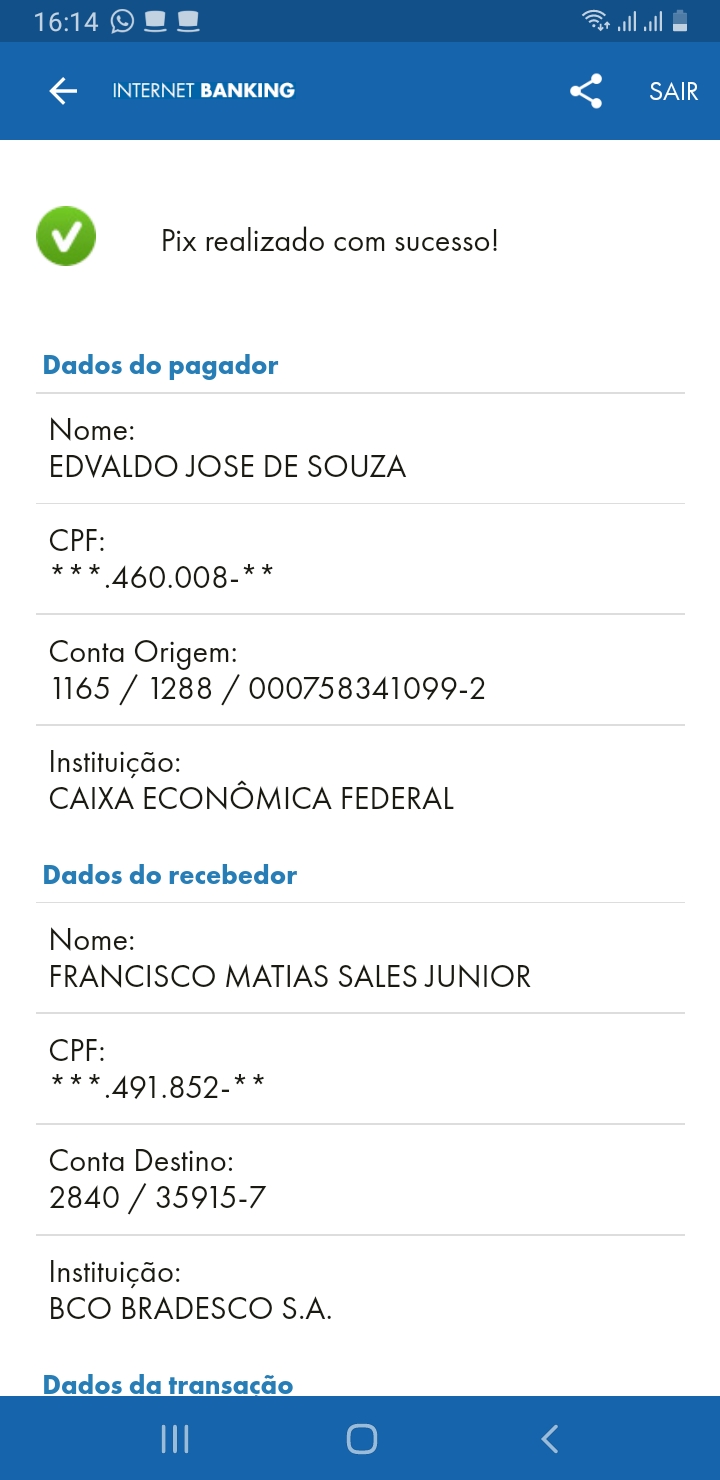 16:14
INTERNET BANKING
SAIR
Pix realizado com sucesso!
Dados do pagador
Nome:
EDVALDO JOSE DE SOUZA
CPF:
***.460.008-**
Conta Origem:
1165 / 1288 / 000758341099-2
Instituição:
CAIXA ECONÔMICA FEDERAL
Dados do recebedor
Nome:
FRANCISCO MATIAS SALES JUNIOR
CPF:
***.491.852-**
Conta Destino:
2840 / 35915-7
Instituição:
BCO BRADESCO S.A.
Dados da transação